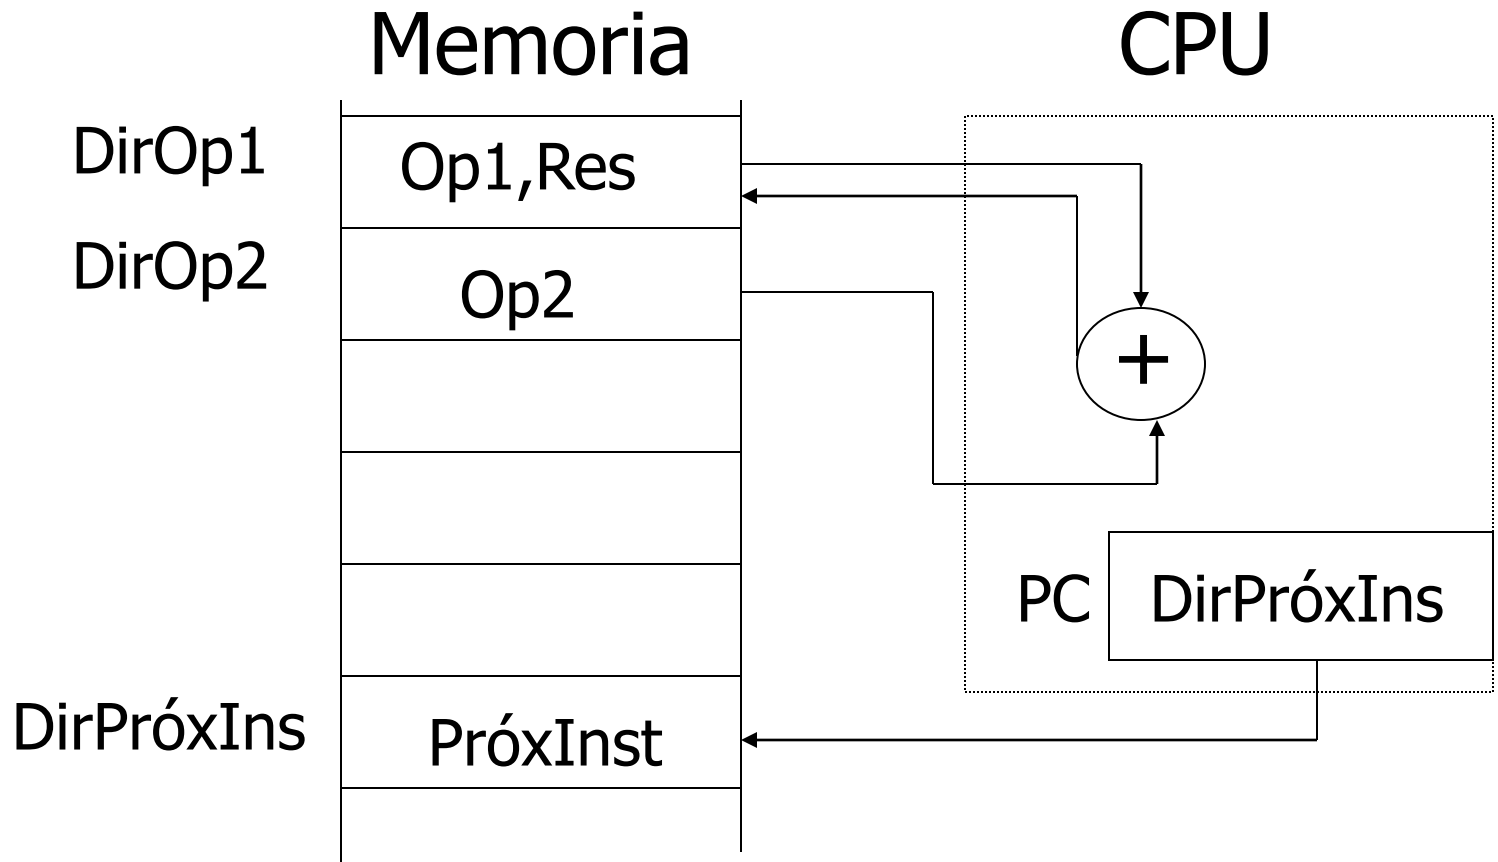 Memoria
CPU
DirOp1
Op1,Res
DirOp2
Op2
+
PC
DirPróxIns
DirPróxIns
PróxInst